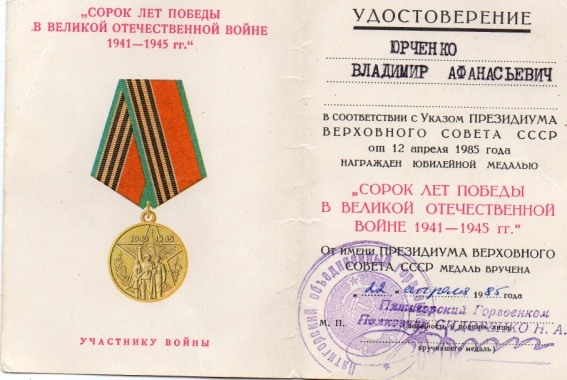 „СОРОК ЛЕТ ПОБЕДЫ
В ВЕЛИКОЙ ОТЕЧЕСТВЕННОЙ ВОЙНЕ
1941—1945 гг.“
1945 1985
УЧАСТНИКУ ВОЙНЫ
УДОСТОВЕРЕНИЕ
ЮРЧЕНКО
ВЛАДИМИР АФАНАСЬЕВИЧ
В СООТВЕТСТВИИ С УКАЗОМ ПРЕЗИДИУМА
ВЕРХОВНОГО СОВЕТА СССР
от 12 апреля 1985 года
НАГРАЖДЕН ЮБИЛЕЙНОЙ МЕДАЛЬЮ
„СОРОК ЛЕТ ПОБЕДЫ
В ВЕЛИКОЙ ОТЕЧЕСТВЕННОЙ
ВОЙНЕ 1941—1945 гг.“
От имени ПРЕЗИДИУМА ВЕРХОВНОГО
СОВЕТА СССР МЕДАЛЬ ВРУЧЕНА
„22“ апреля 1985 года
Пятигорский Горвоенком
Полковник Н. А.
М. П. (должность и подпись лица,
вручившего медаль)
Пятигорский объединенный